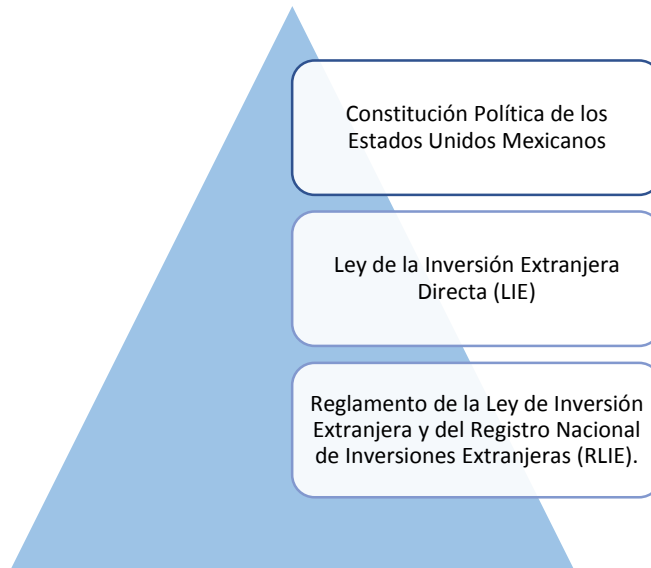 Constitución Política de los
Estados Unidos Mexicanos
Ley de la Inversión Extranjera
Directa (LIE)
Reglamento de la Ley de Inversión
Extranjera y del Registro Nacional
de Inversiones Extranjeras (RLIE).